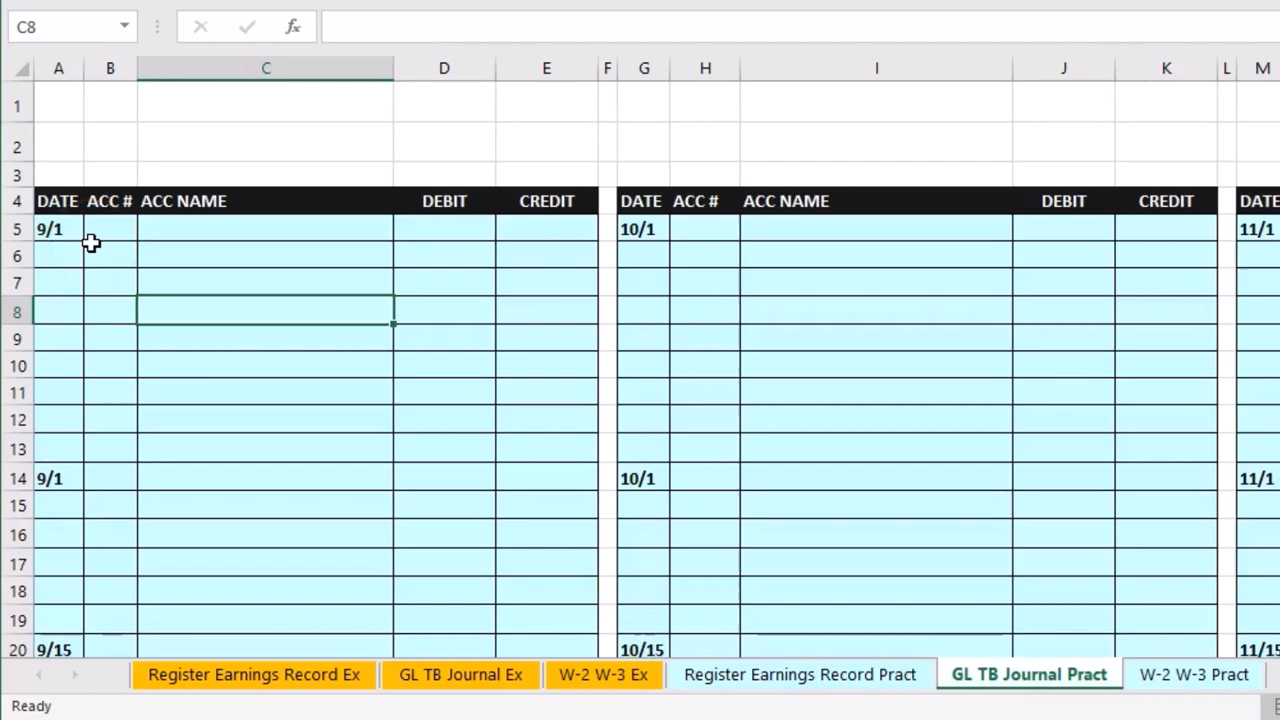 C8 fx
A B C D E F G H I J K L M
1
2
3
4 DATE ACC # ACC NAME DEBIT CREDIT DATE ACC # ACC NAME DEBIT CREDIT DATE
5 9/1 10/1 11/1
6
7
8
9
10
11
12
13
14 9/1 10/1 11/1
15
16
17
18
19
20 9/15 10/15 11/15
Register Earnings Record Ex GL TB Journal Ex W-2 W-3 Ex Register Earnings Record Pract GL TB Journal Pract W-2 W-3 Pract
Ready